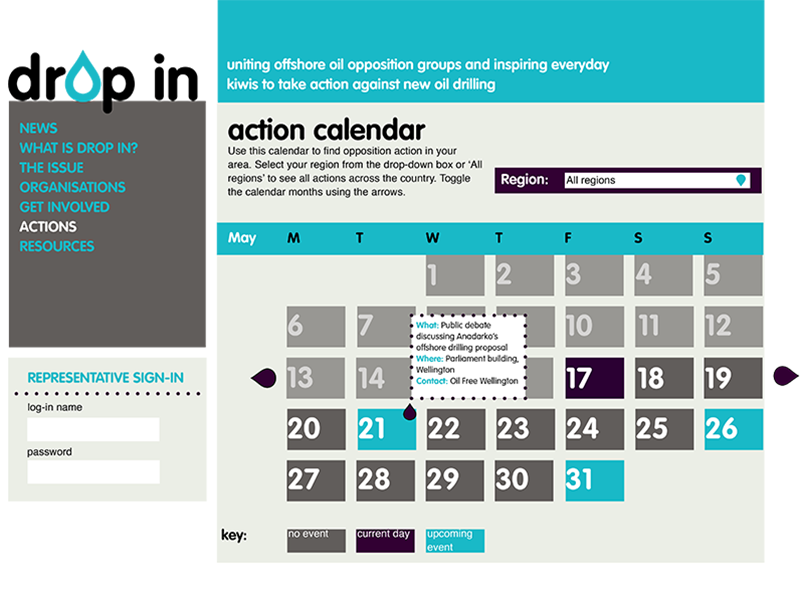 drop in
uniting offshore oil opposition groups and inspiring everyday
kiwis to take action against new oil drilling
NEWS
WHAT IS DROP IN?
THE ISSUE
ORGANISATIONS
GET INVOLVED
ACTIONS
RESOURCES
REPRESENTATIVE SIGN-IN
log-in name
password
action calendar
Use this calendar to find opposition action in your
area. Select your region from the drop-down box or ‘All
regions’ to see all actions across the country. Toggle
the calendar months using the arrows.
Region: All regions
May M T W T F S S
1 2 3 4 5
6 7 10 11 12
What: Public debate
discussing Anadarko's
offshore drilling proposal
Where: Parliament building,
Wellington
Contact: Oil Free Wellington
13 14 17 18 19
20 21 22 23 24 25 26
27 28 29 30 31
key: no event current day upcoming
event